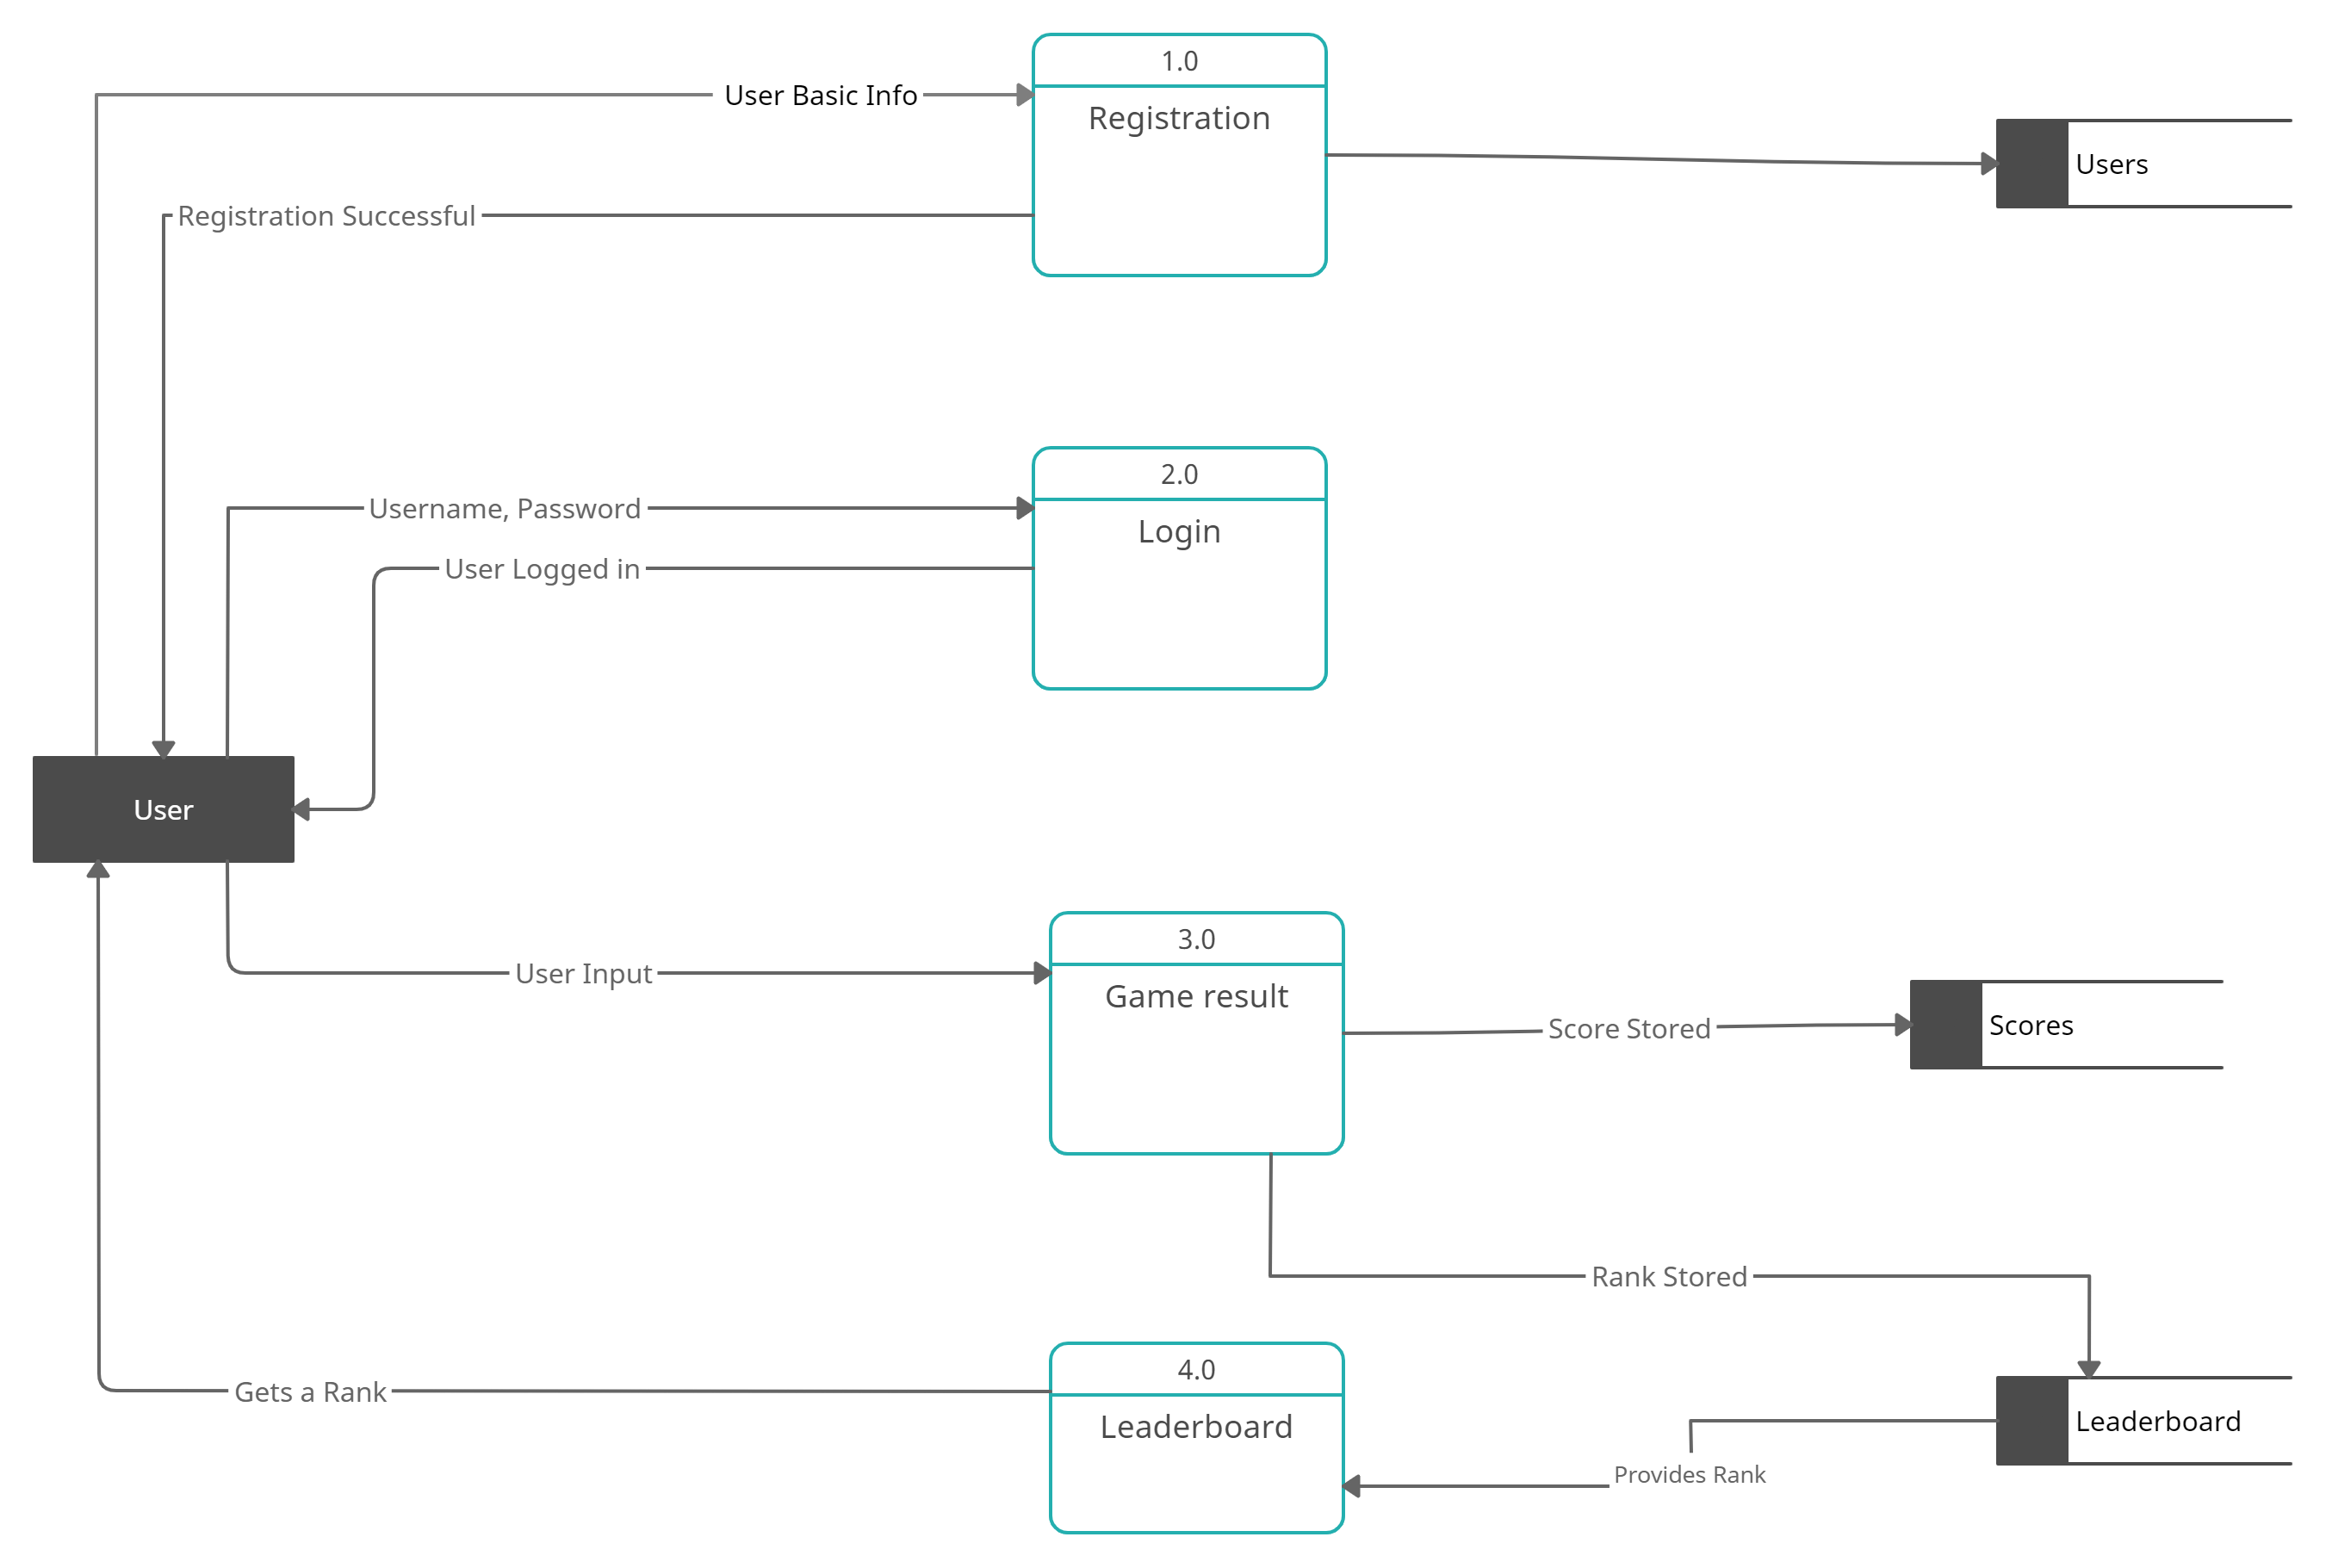 1.0
User Basic Info
Registration
Users
Registration Successful
2.0
Username, Password
Login
User Logged in
User
3.0
User Input
Game result
Score Stored
Scores
Rank Stored
4.0
Gets a Rank
Leaderboard
Leaderboard
Provides Rank